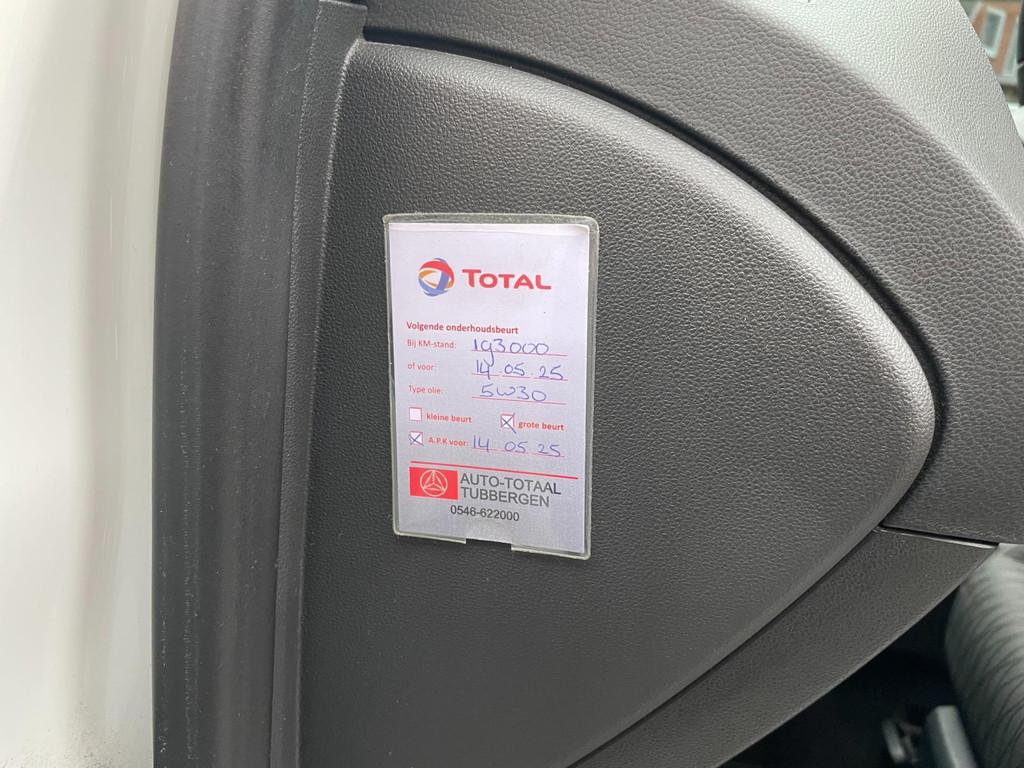 TOTAL
Volgende onderhoudsbeurt
Bij KM-stand: 193000
of voor: 14.05.25
Type olie: 5W30
kleine beurt grote beurt
A.P.K voor: 14 05 25
AUTO-TOTAAL
TUBBERGEN
0546-622000